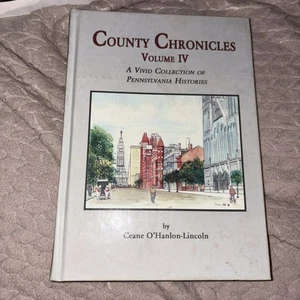 County Chronicles
Volume IV
A Vivid Collection of
Pennsylvania Histories
by
Ceane O'Hanlon-Lincoln